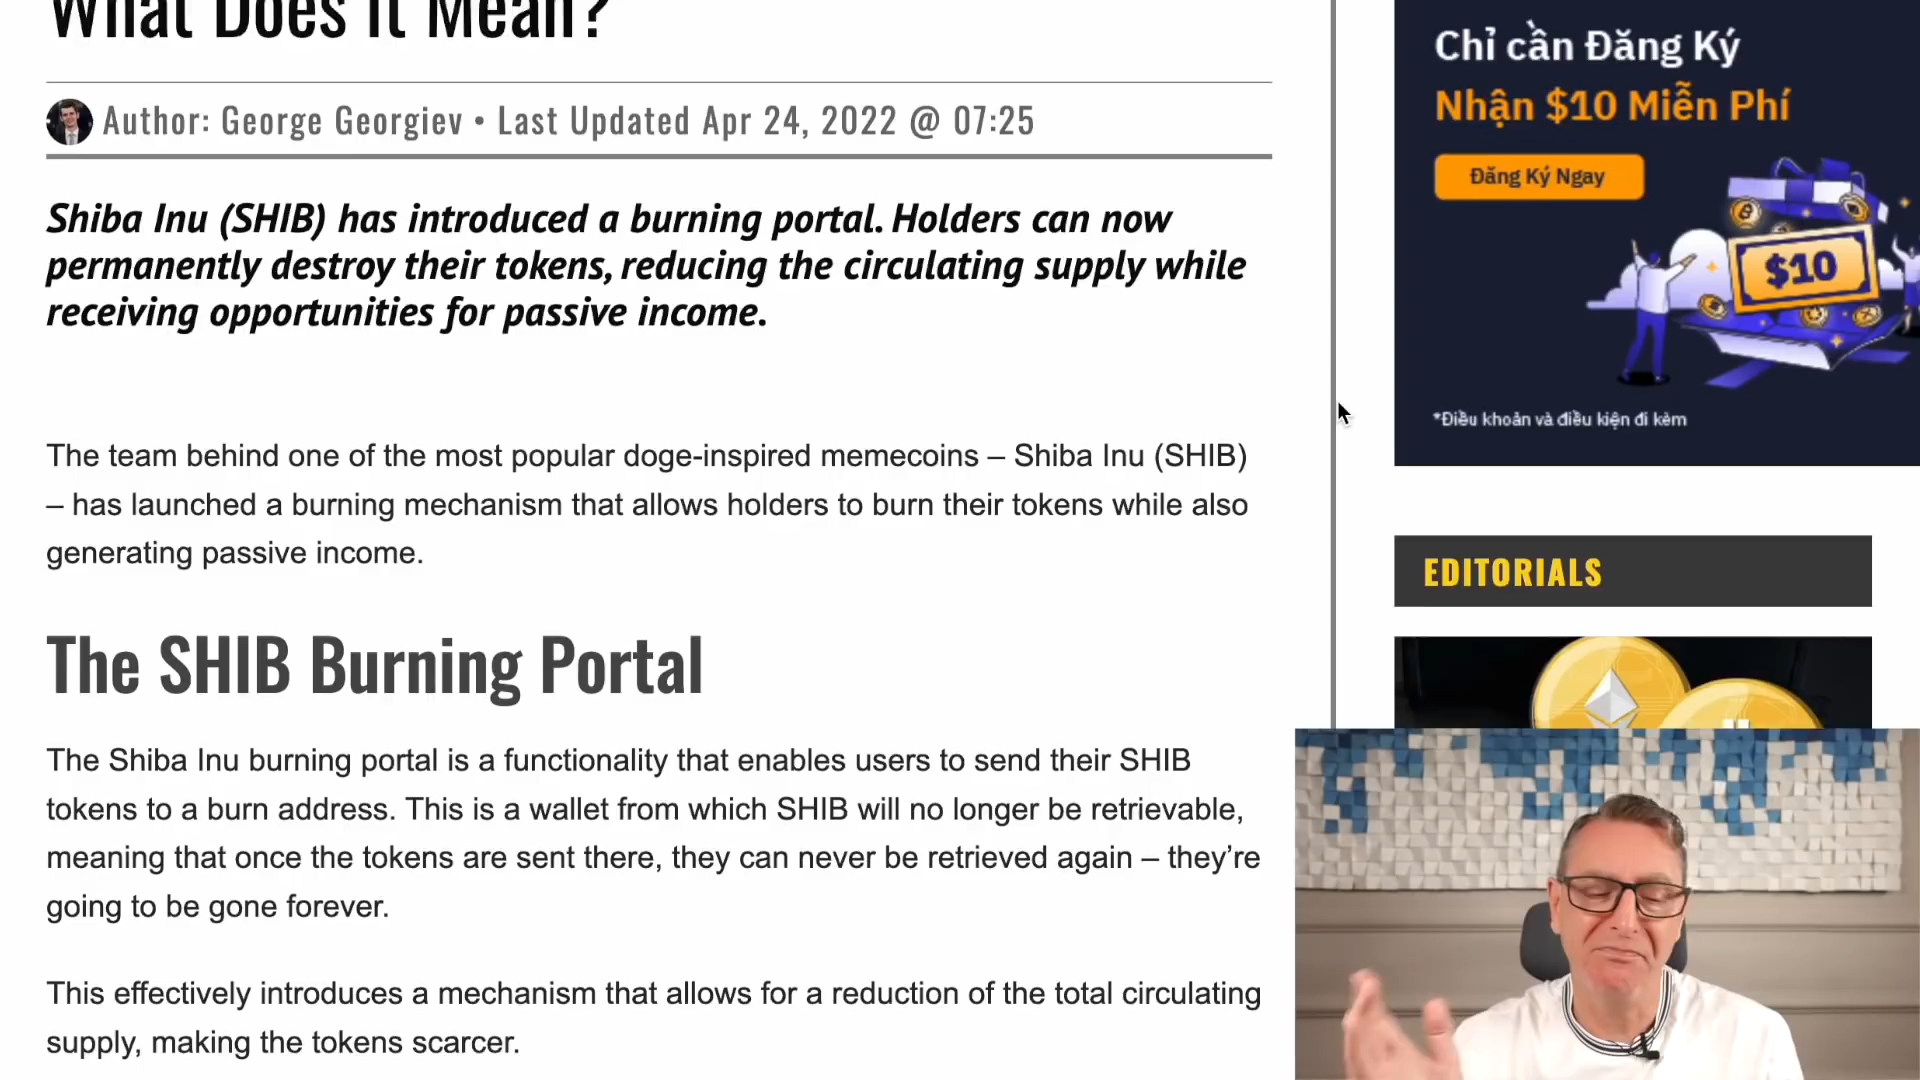 What Does It Mean?
Author: George Georgiev • Last Updated Apr 24, 2022 @ 07:25
Shiba Inu (SHIB) has introduced a burning portal. Holders can now
permanently destroy their tokens, reducing the circulating supply while
receiving opportunities for passive income.
The team behind one of the most popular doge-inspired memecoins – Shiba Inu (SHIB)
– has launched a burning mechanism that allows holders to burn their tokens while also
generating passive income.
The SHIB Burning Portal
The Shiba Inu burning portal is a functionality that enables users to send their SHIB
tokens to a burn address. This is a wallet from which SHIB will no longer be retrievable,
meaning that once the tokens are sent there, they can never be retrieved again – they’re
going to be gone forever.
This effectively introduces a mechanism that allows for a reduction of the total circulating
supply, making the tokens scarcer.
Chỉ cần Đăng Ký
Nhận $10 Miễn Phí
Đăng Ký Ngay
$10
*Điều khoản và điều kiện đi kèm
EDITORIALS